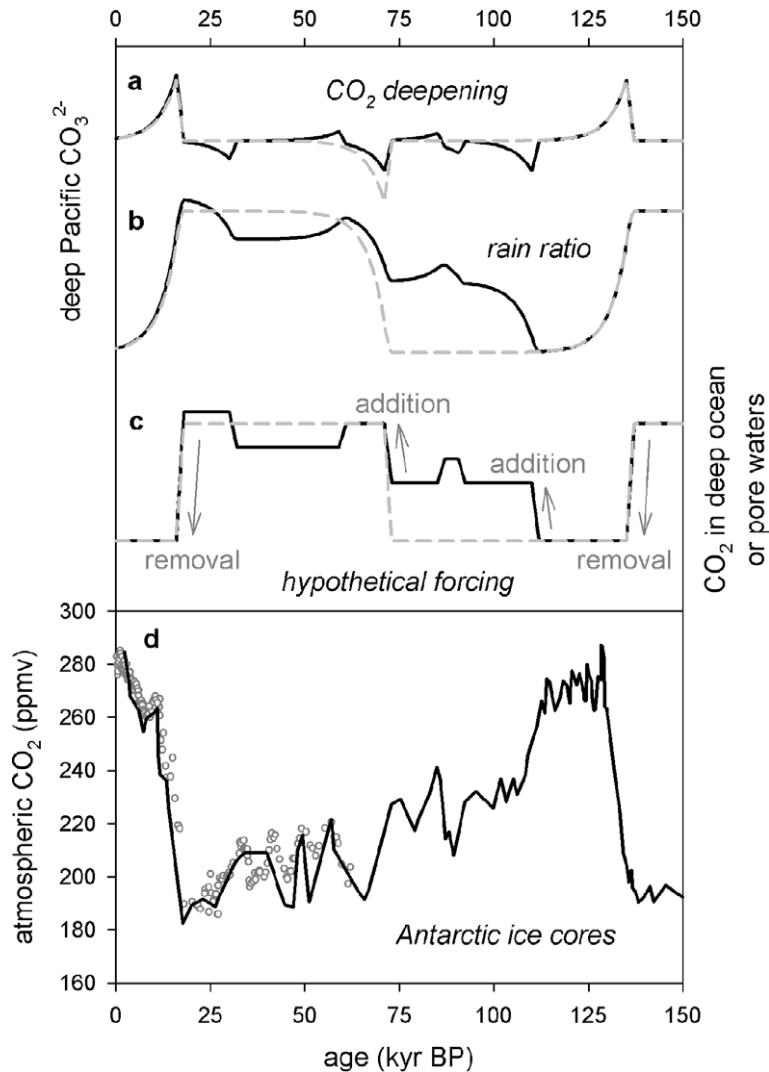 0 25 50 75 100 125 150
a
CO2 deepening
deep Pacific CO3 2-
b
rain ratio
c
addition
addition
removal
removal
hypothetical forcing
CO2 in deep ocean
or pore waters
300
280
260
240
220
200
180
160
atmospheric CO2 (ppmv)
d
Antarctic ice cores
0 25 50 75 100 125 150
age (kyr BP)